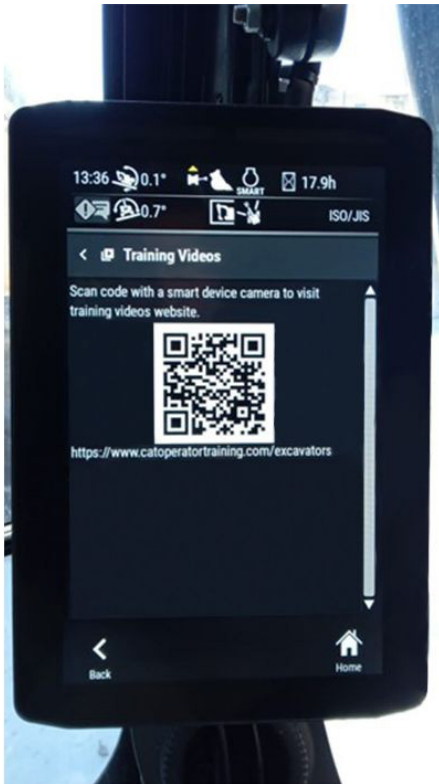 13:36 0.1° SMART 17.9h
0.7° ISO/JIS
Training Videos
Scan code with a smart device camera to visit
training videos website.
https://www.catoperatortraining.com/excavators
Back Home